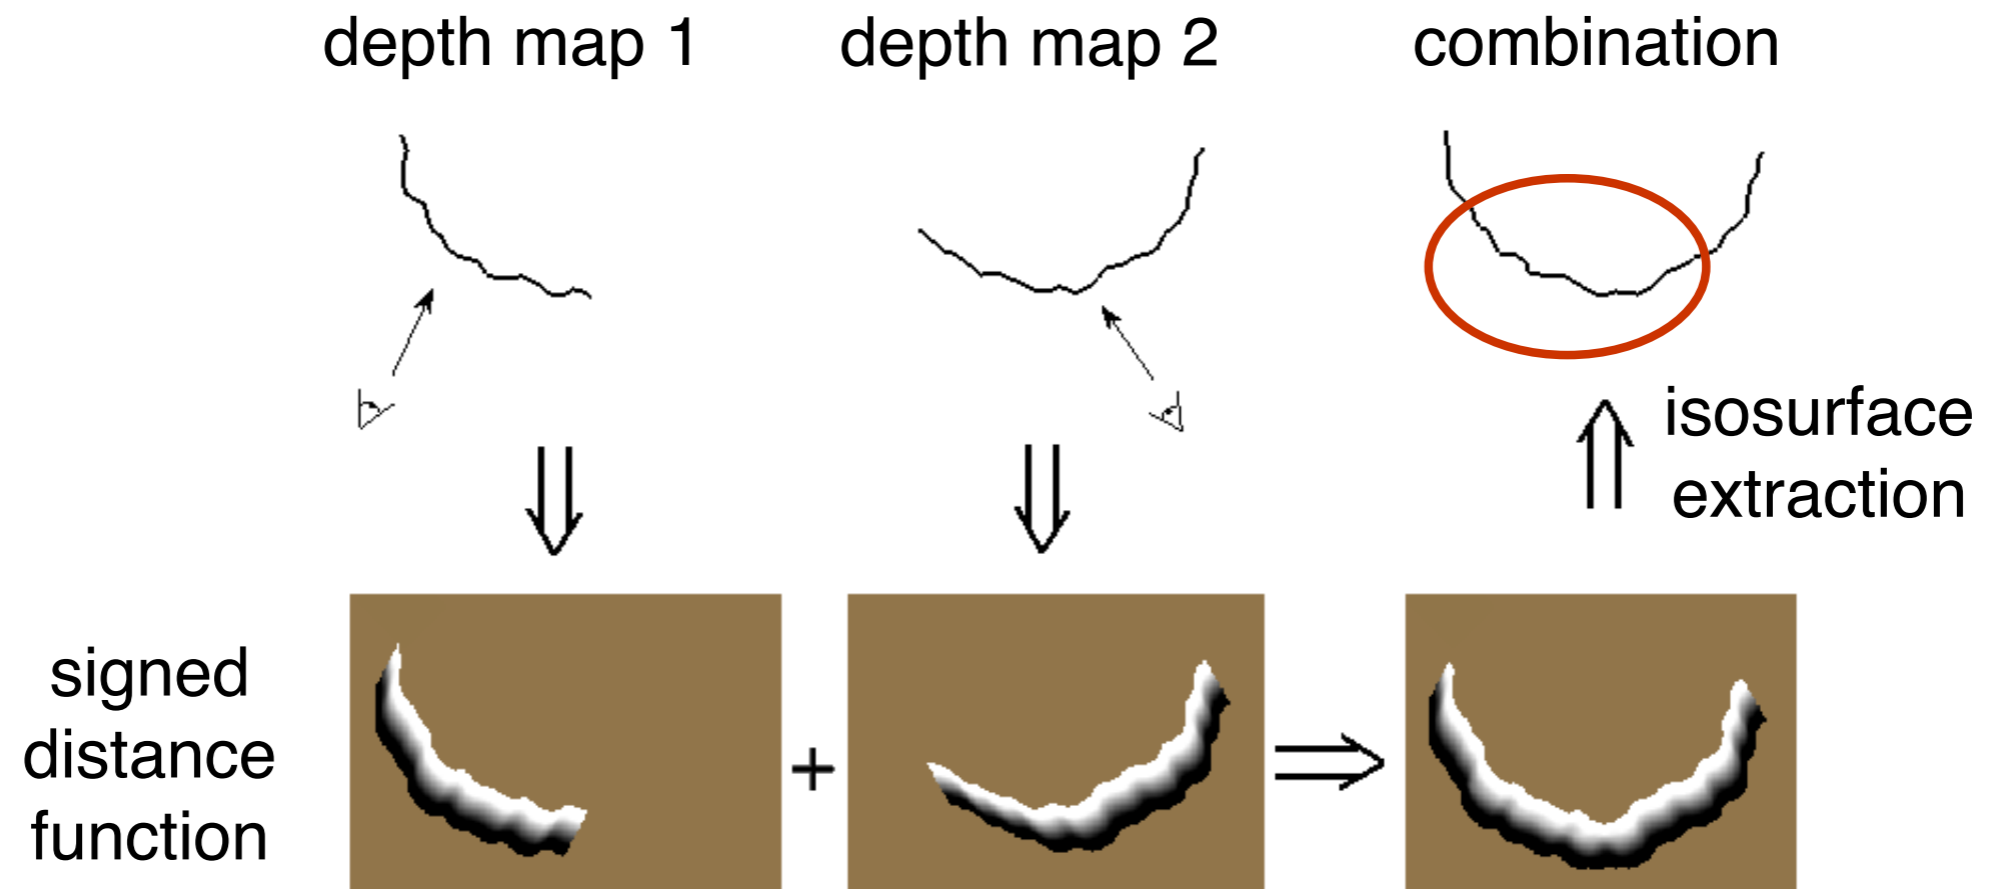 depth map 1
depth map 2
combination
isosurface
extraction
signed
distance
function
+